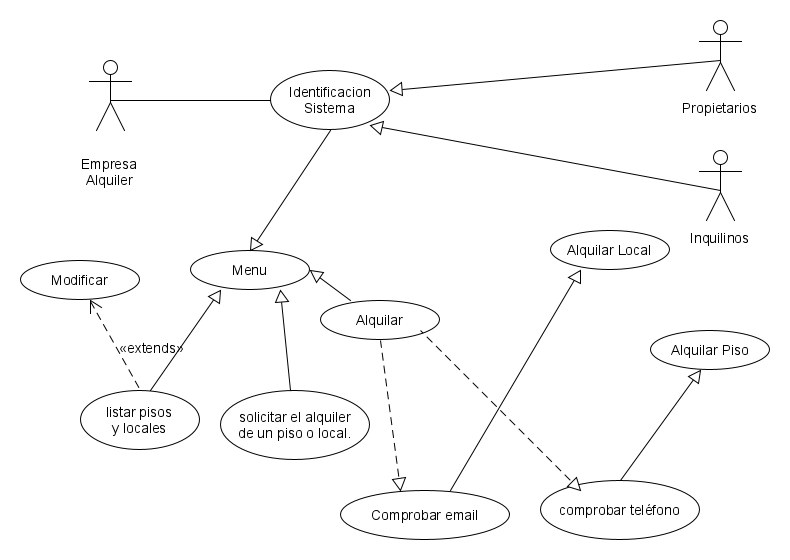 Propietarios
Identificacion
Sistema
Empresa
Alquiler
Inquilinos
Alquilar Local
Menu
Modificar
Alquilar
«extends»
Alquilar Piso
listar pisos
y locales
solicitar el alquiler
de un piso o local.
Comprobar email
comprobar teléfono